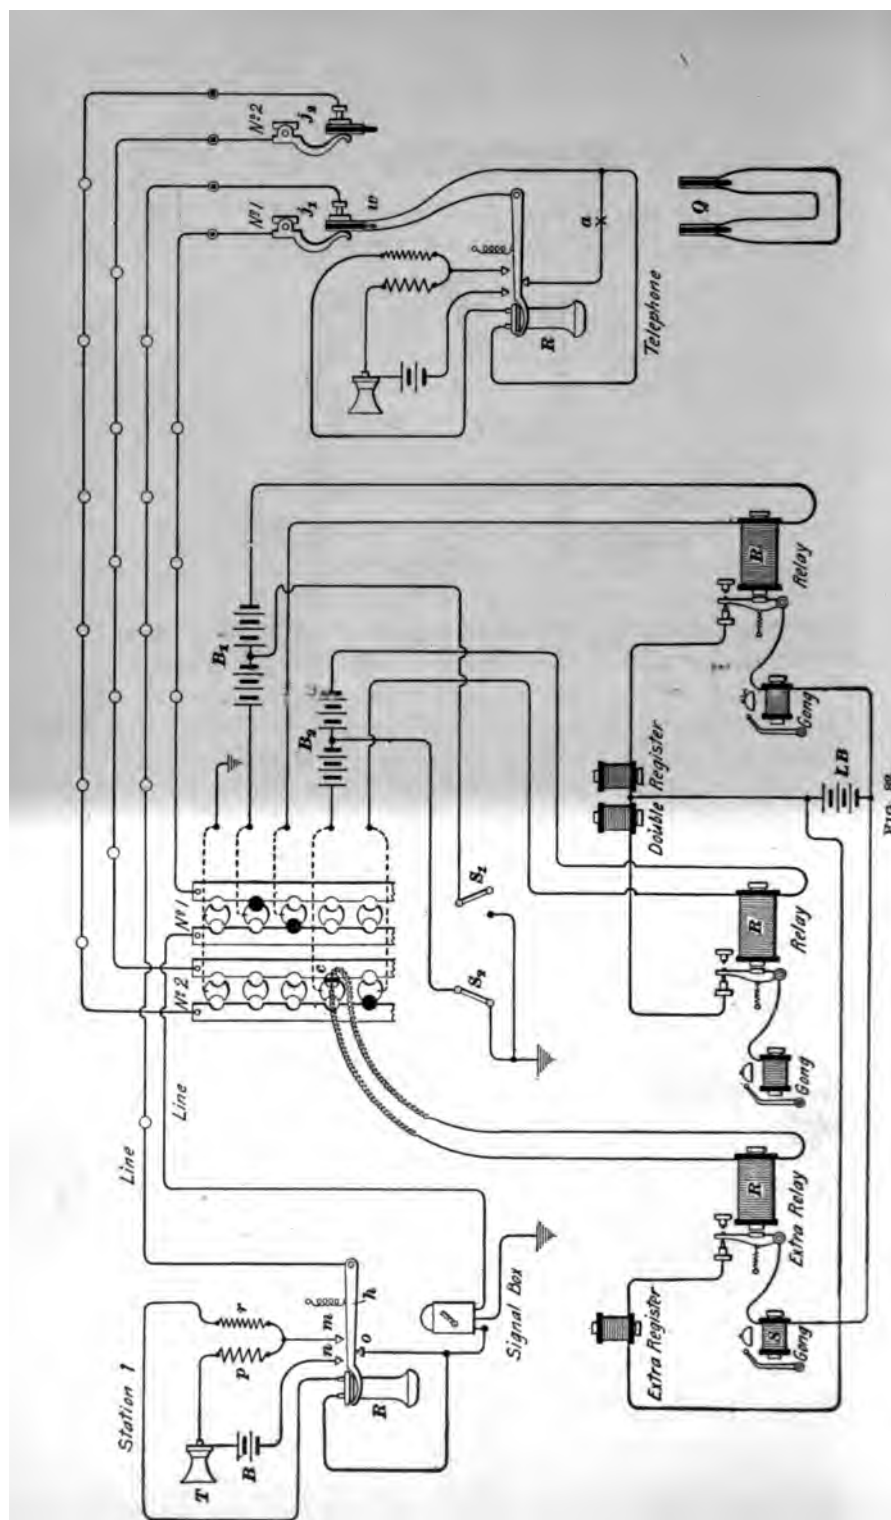 Nº 2
j₂
Nº 1
j₁
w
a
R
Telephone
Q
B₁
B₂
Nº 1
Nº 2
c
S₁
S₂
R
Relay
Gong
Double Register
LB
R
Relay
Gong
Line
Line
Station 1
r
p
T
B
m
n
h
o
R
Signal Box
Extra Register
R
Extra Relay
S
Gong
FIG.